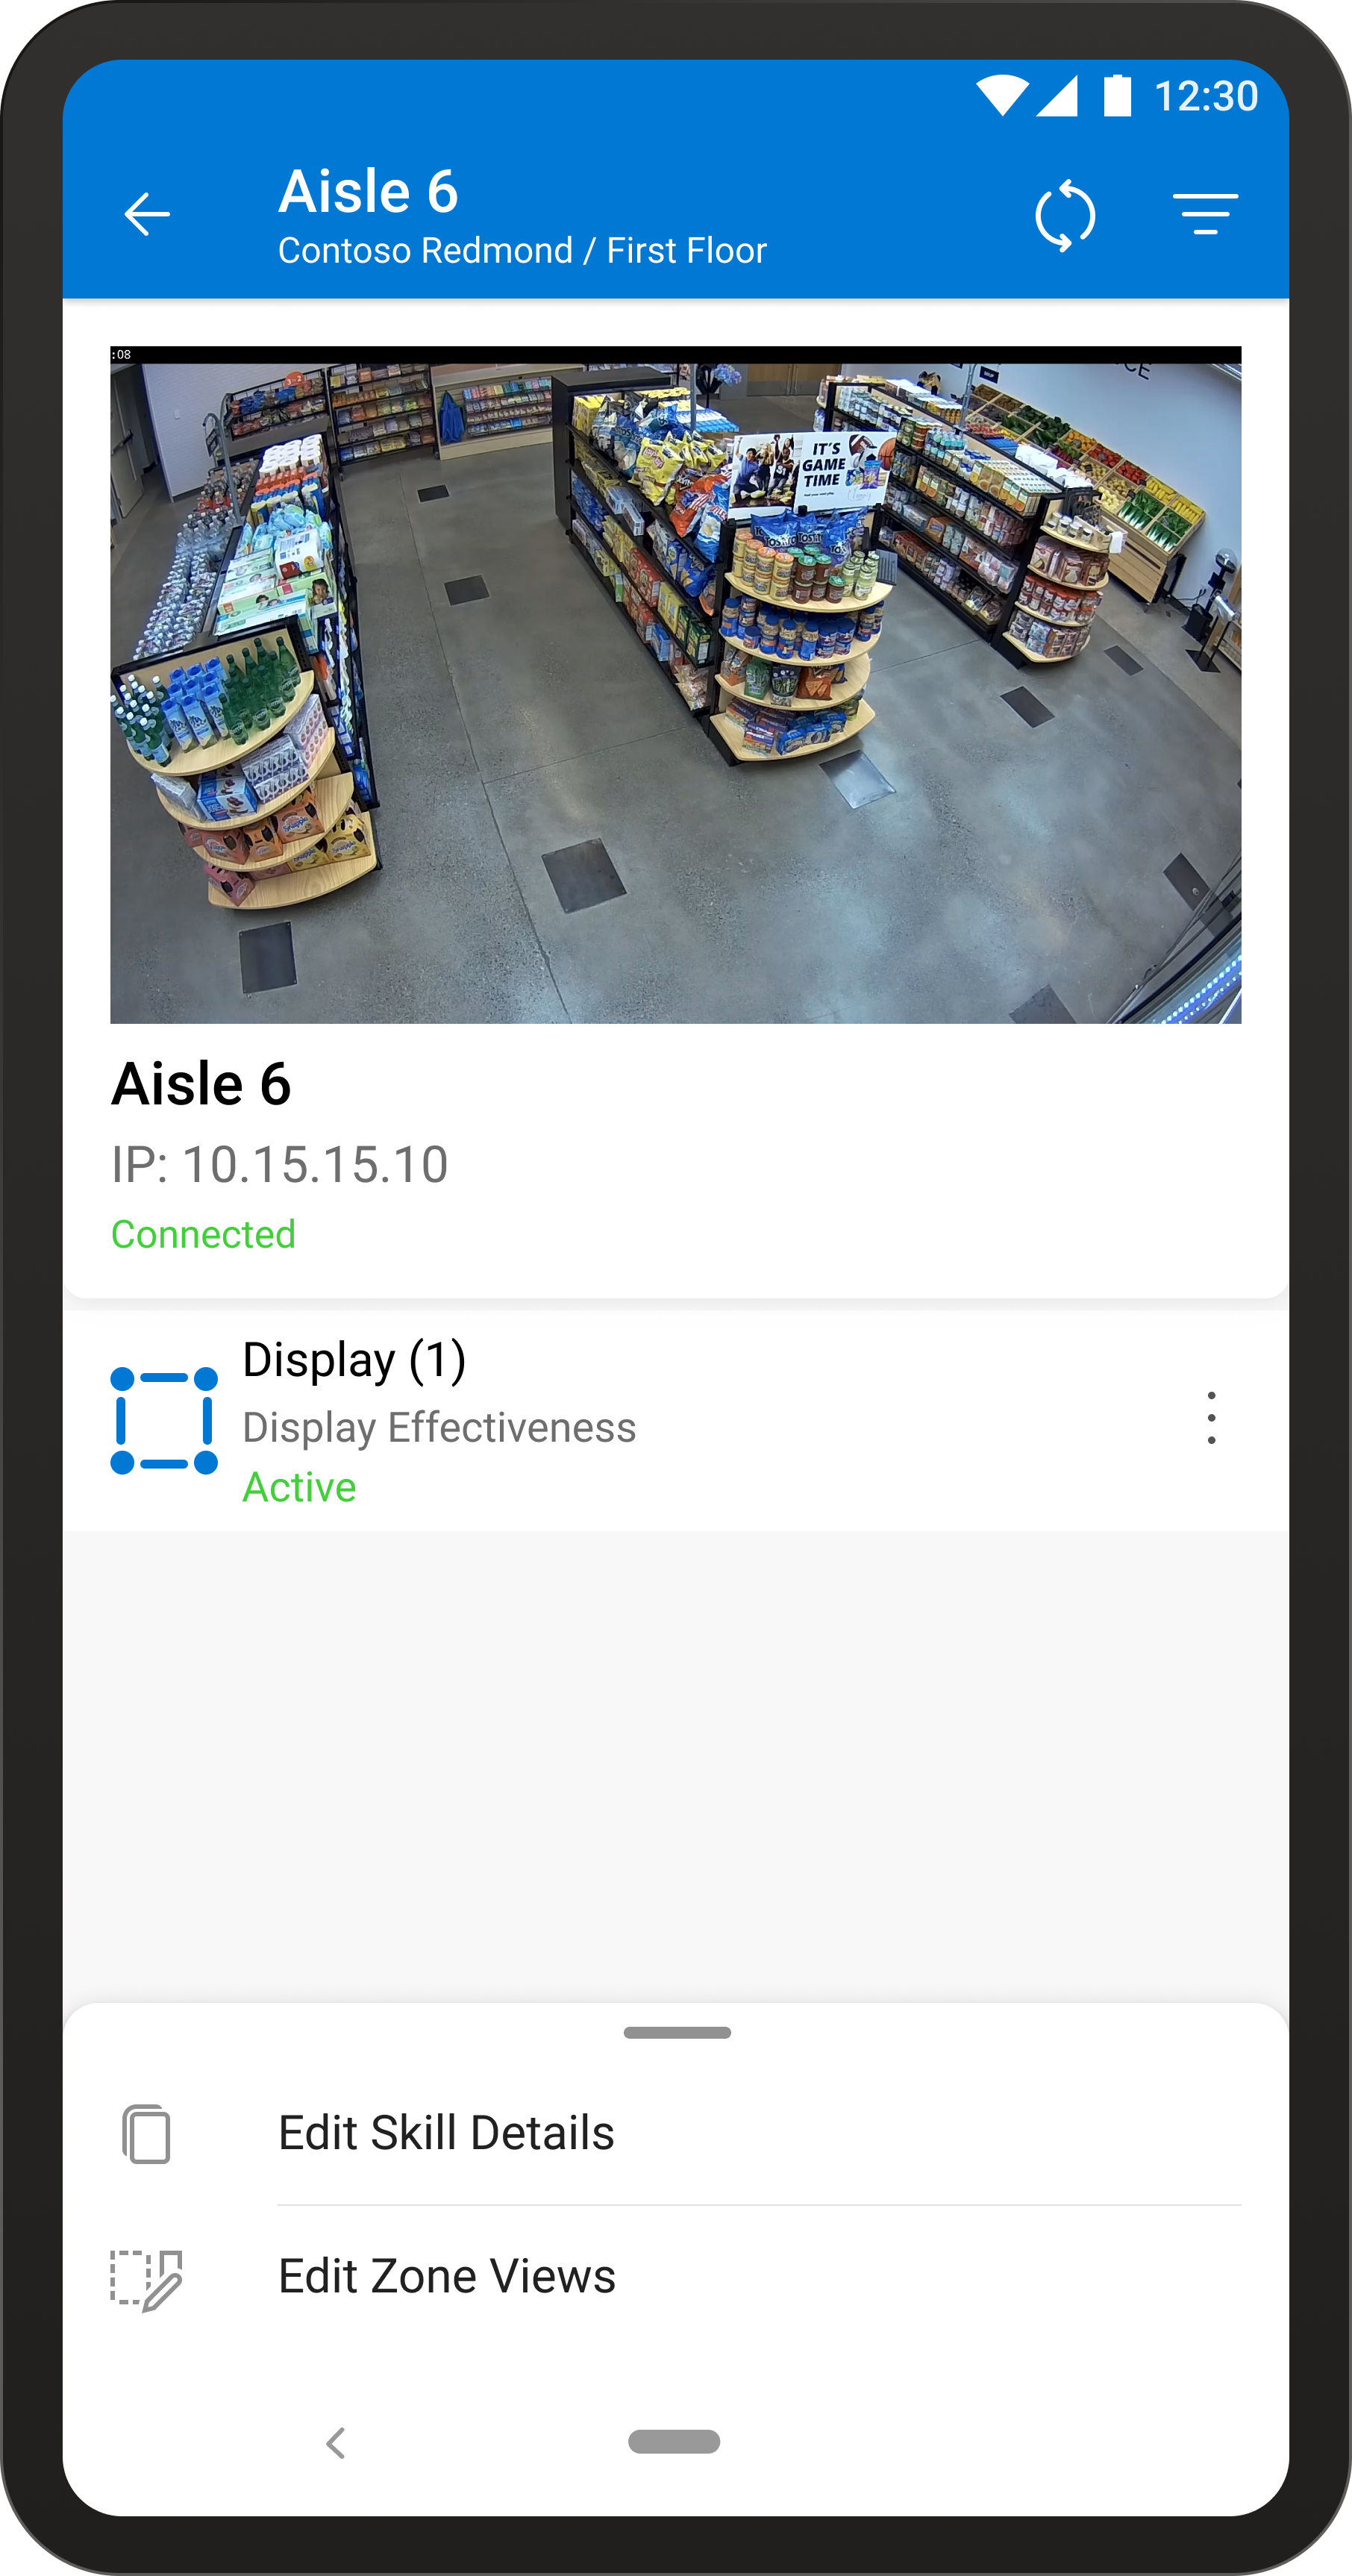 12:30
Aisle 6
Contoso Redmond / First Floor
:08
CE
IT'S
GAME
TIME
Aisle 6
IP: 10.15.15.10
Connected
Display (1)
Display Effectiveness
Active
Edit Skill Details
Edit Zone Views